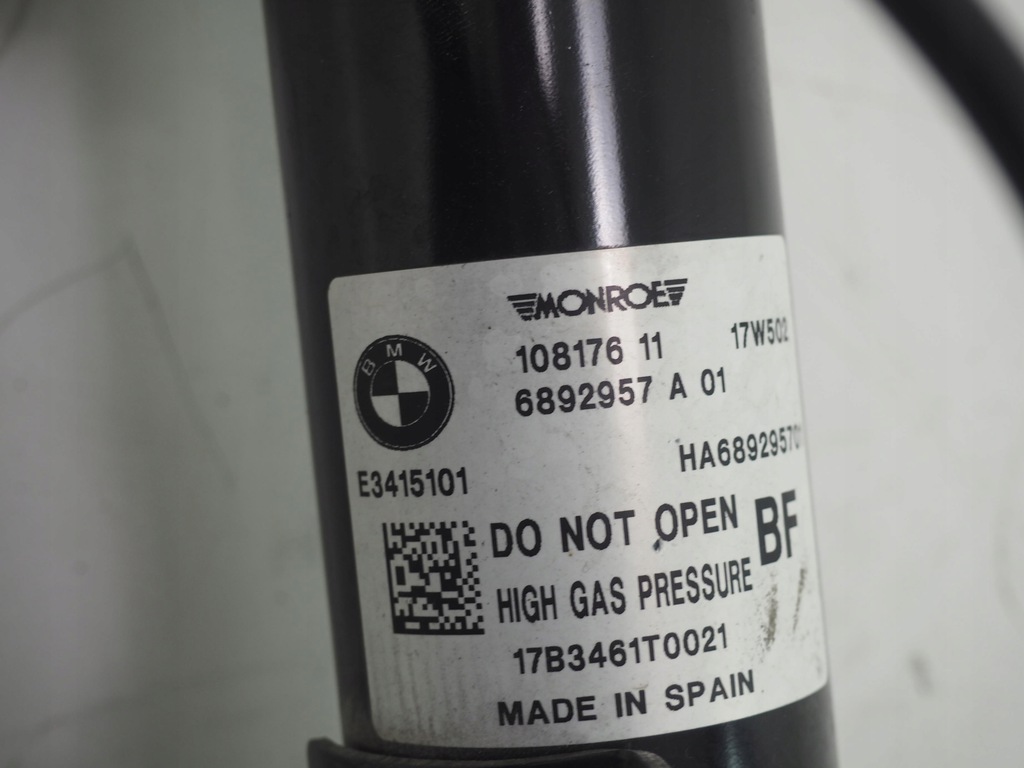 MONROE
BMW
108176 11 17W502
6892957 A 01
HA68929570
E3415101
DO NOT OPEN BF
HIGH GAS PRESSURE
17B3461T0021
MADE IN SPAIN